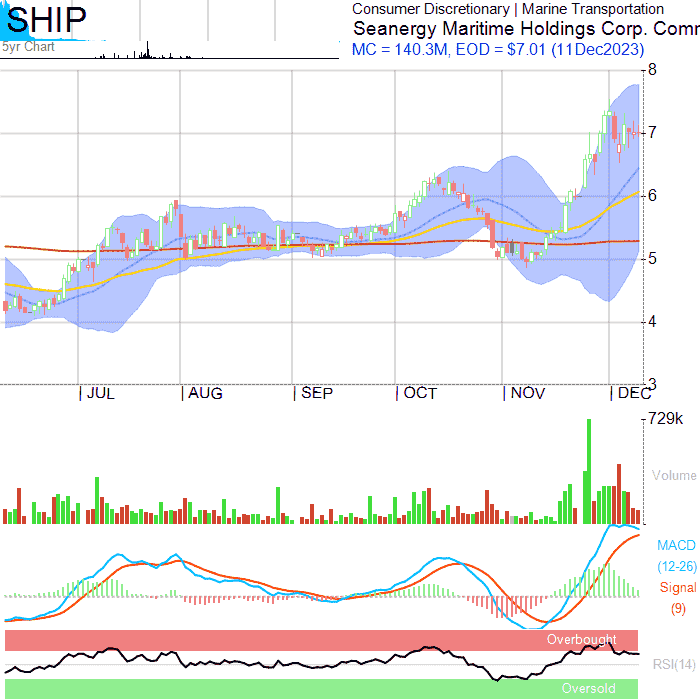 SHIP
Consumer Discretionary | Marine Transportation
Seanergy Maritime Holdings Corp. Comm
MC = 140.3M, EOD = $7.01 (11Dec2023)
5yr Chart
8
7
6
5
4
3
JUL AUG SEP OCT NOV DEC
729k
Volume
MACD
(12-26)
Signal
(9)
Overbought
RSI(14)
Oversold